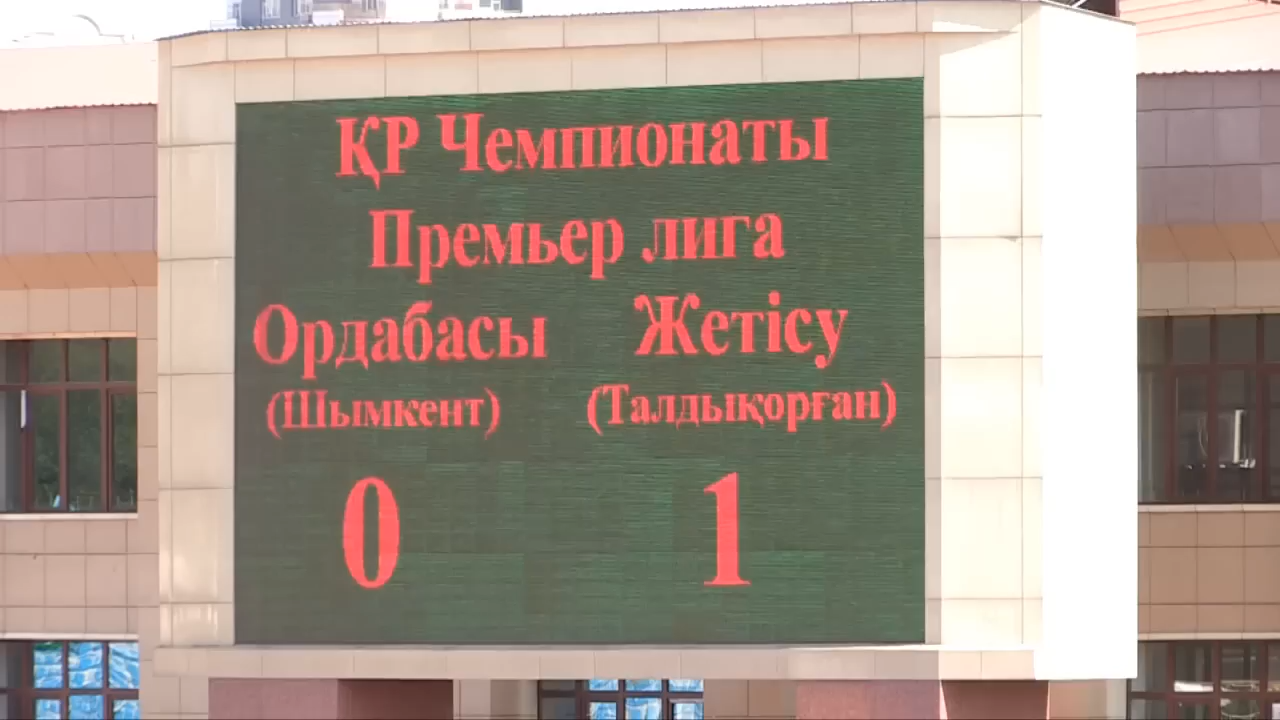 ҚР Чемпионаты
Премьер лига
Ордабасы Жетісу
(Шымкент) (Талдықорған)
0 1